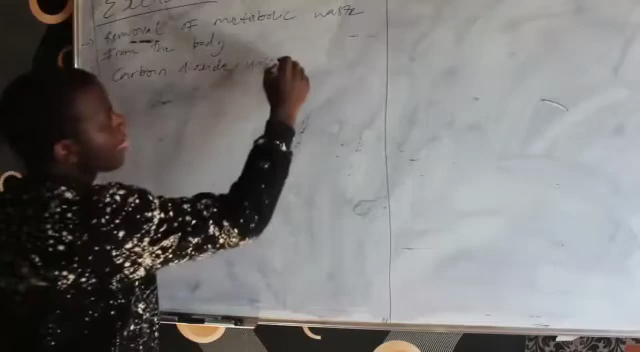 removal of metabolic waste
from the body
Carbon dioxide